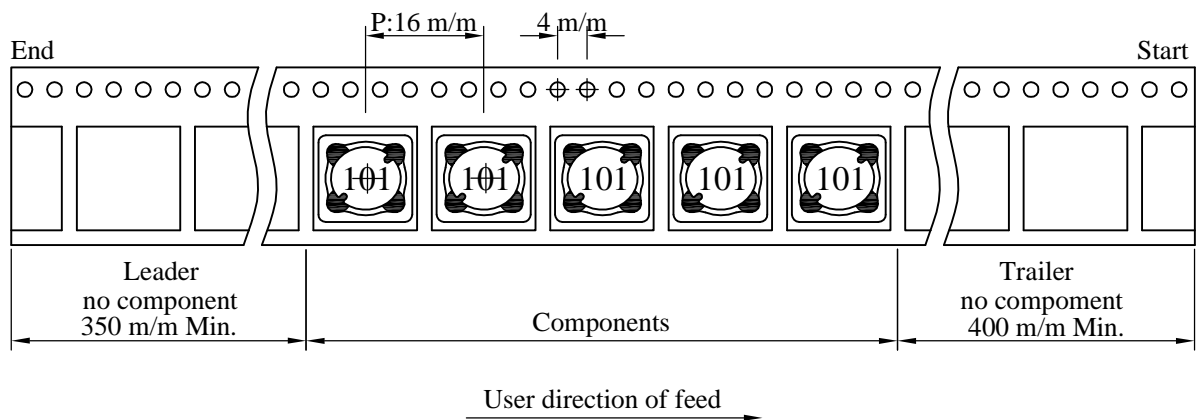 P:16 m/m
4 m/m
End
Start
101
101
101
101
101
Leader
no component
350 m/m Min.
Components
Trailer
no compoment
400 m/m Min.
User direction of feed